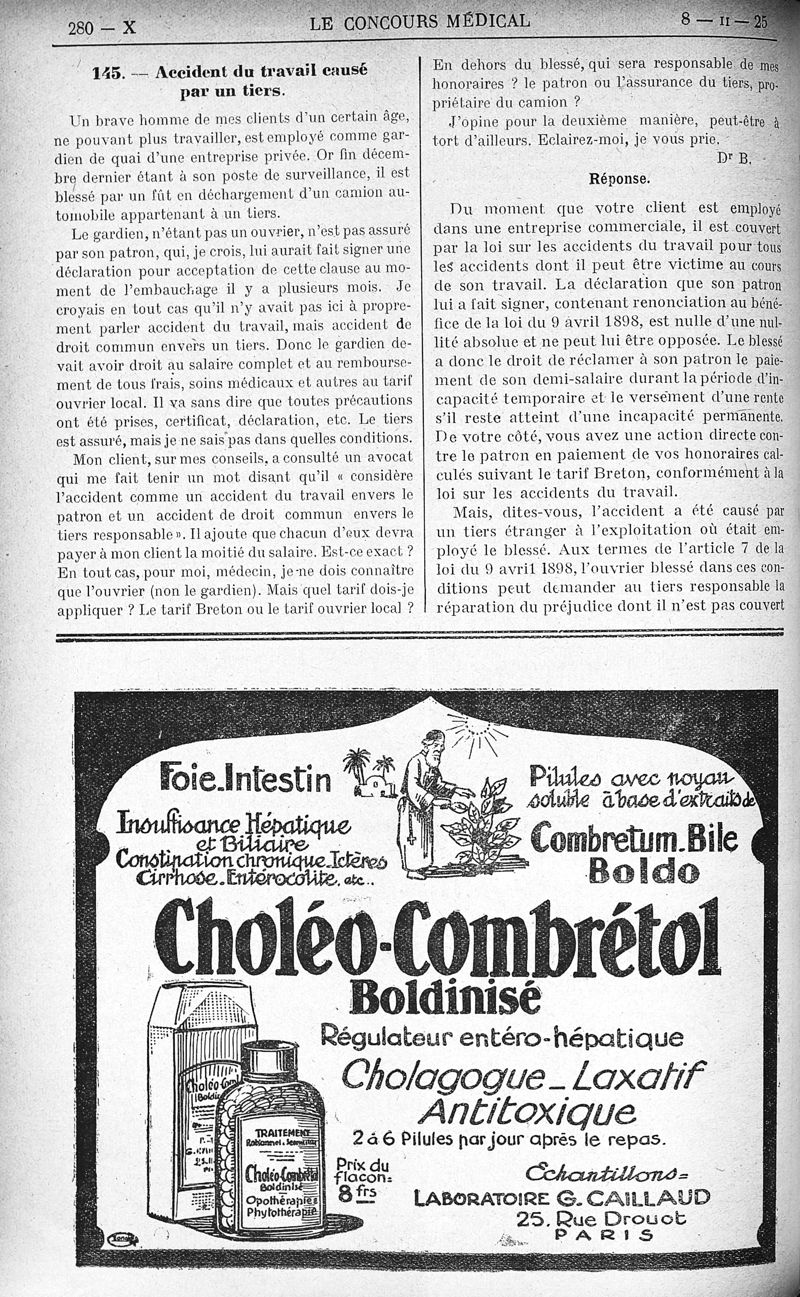 280 — X
LE CONCOURS MÉDICAL
8 — II — 25
145. — Accident du travail causé
par un tiers.
Un brave homme de mes clients d'un certain âge,
ne pouvant plus travailler, est employé comme gar-
dien de quai d'une entreprise privée. Or fin décem-
bre dernier étant à son poste de surveillance, il est
blessé par un fût en déchargement d'un camion au-
tomobile appartenant à un tiers.
Le gardien, n'étant pas un ouvrier, n'est pas assuré
par son patron, qui, je crois, lui aurait fait signer une
déclaration pour acceptation de cette clause au mo-
ment de l'embauchage il y a plusieurs mois. Je
croyais en tout cas qu'il n'y avait pas ici à propre-
ment parler accident du travail, mais accident de
droit commun envers un tiers. Donc le gardien de-
vait avoir droit au salaire complet et au rembourse-
ment de tous frais, soins médicaux et autres au tarif
ouvrier local. Il va sans dire que toutes précautions
ont été prises, certificat, déclaration, etc. Le tiers
est assuré, mais je ne sais pas dans quelles conditions.
Mon client, sur mes conseils, a consulté un avocat
qui me fait tenir un mot disant qu'il « considère
l'accident comme un accident du travail envers le
patron et un accident de droit commun envers le
tiers responsable ». Il ajoute que chacun d'eux devra
payer à mon client la moitié du salaire. Est-ce exact ?
En tout cas, pour moi, médecin, je ne dois connaître
que l'ouvrier (non le gardien). Mais quel tarif dois-je
appliquer ? Le tarif Breton ou le tarif ouvrier local ?
En dehors du blessé, qui sera responsable de mes
honoraires ? le patron ou l'assurance du tiers, pro-
priétaire du camion ?
J'opine pour la deuxième manière, peut-être à
tort d'ailleurs. Eclairez-moi, je vous prie.
Dr B.
Réponse.
Du moment que votre client est employé
dans une entreprise commerciale, il est couvert
par la loi sur les accidents du travail pour tous
les accidents dont il peut être victime au cours
de son travail. La déclaration que son patron
lui a fait signer, contenant renonciation au béné-
fice de la loi du 9 avril 1898, est nulle d'une nul-
lité absolue et ne peut lui être opposée. Le blessé
a donc le droit de réclamer à son patron le paie-
ment de son demi-salaire durant la période d'in-
capacité temporaire et le versement d'une rente
s'il reste atteint d'une incapacité permanente.
De votre côté, vous avez une action directe con-
tre le patron en paiement de vos honoraires cal-
culés suivant le tarif Breton, conformément à la
loi sur les accidents du travail.
Mais, dites-vous, l'accident a été causé par
un tiers étranger à l'exploitation où était em-
ployé le blessé. Aux termes de l'article 7 de la
loi du 9 avril 1898, l'ouvrier blessé dans ces con-
ditions peut demander au tiers responsable la
réparation du préjudice dont il n'est pas couvert
Foie-Intestin
Insuffisance Hépatique
et Biliaire
Constipation chronique-Ictères
Cirrhose-Entérocolite, etc..
Pilules avec noyau
soluble à base d'extraits de
Combretum-Bile
Boldo
Choléo-Combrétol
Boldinisé
Régulateur entéro-hépatique
Cholagogue - Laxatif
Antitoxique
2 à 6 Pilules par jour après le repas.
Choléo-Com
TRAITEMENT
Choléo-Combrétol
Boldinisé
Opothérapie
Phytothérapie
Prix du
flacon:
8 frs
Échantillons =
LABORATOIRE G. CAILLAUD
25, Rue Drouot
PARIS